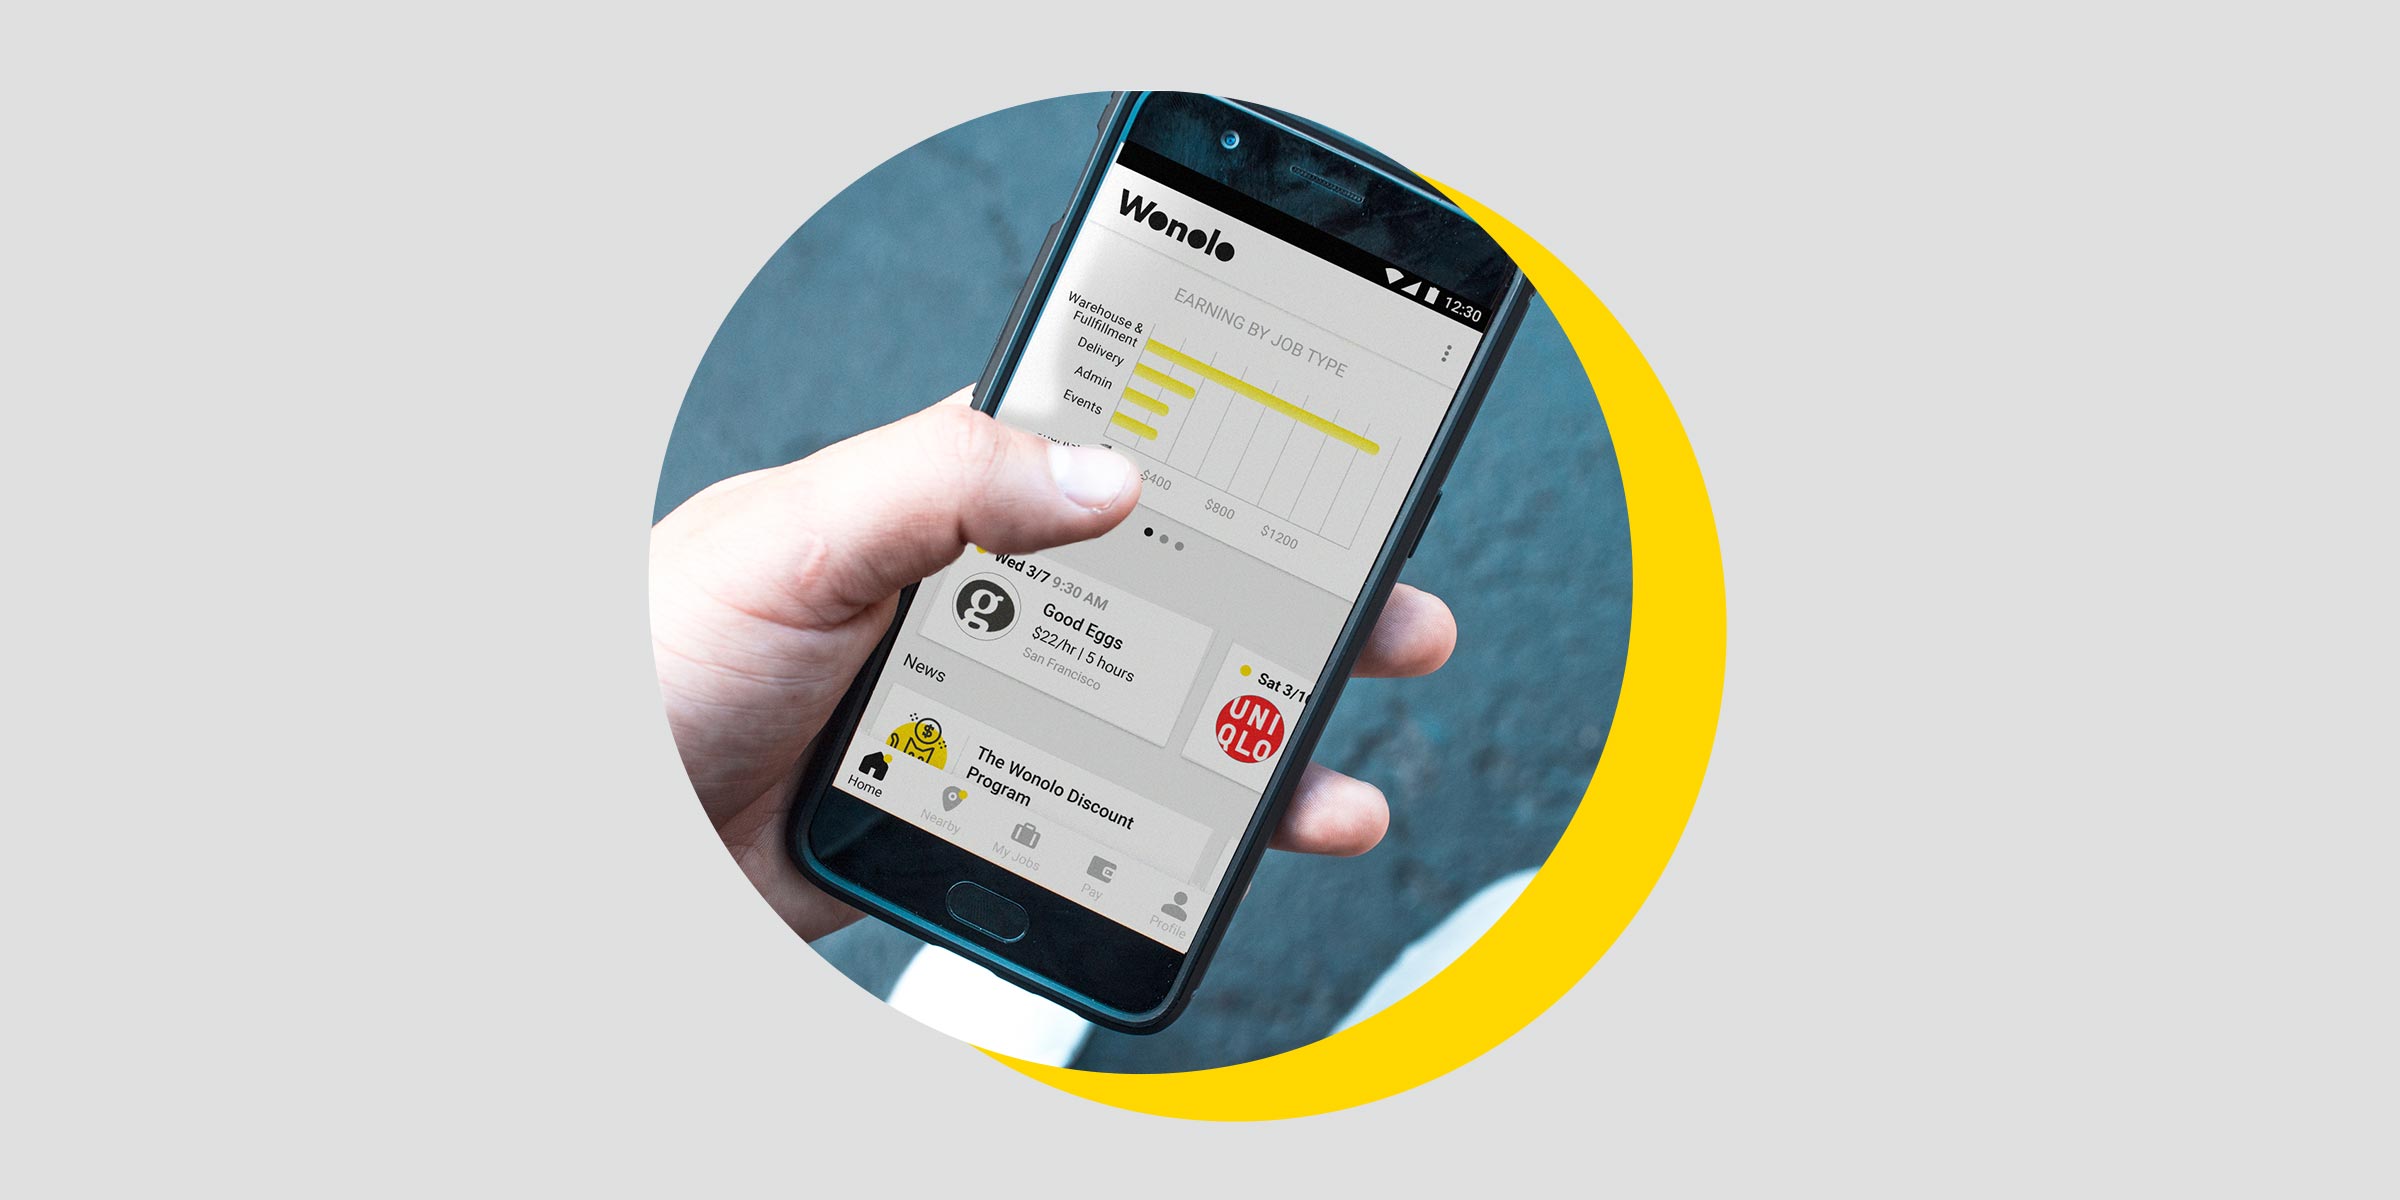 Wonolo
12:30
EARNING BY JOB TYPE
Warehouse &
Fullfillment
Delivery
Admin
Events
$400
$800
$1200
Wed 3/7 9:30 AM
Good Eggs
$22/hr | 5 hours
San Francisco
Sat 3/1
UNI
QLO
News
The Wonolo Discount
Program
Home
Nearby
My Jobs
Pay
Profile